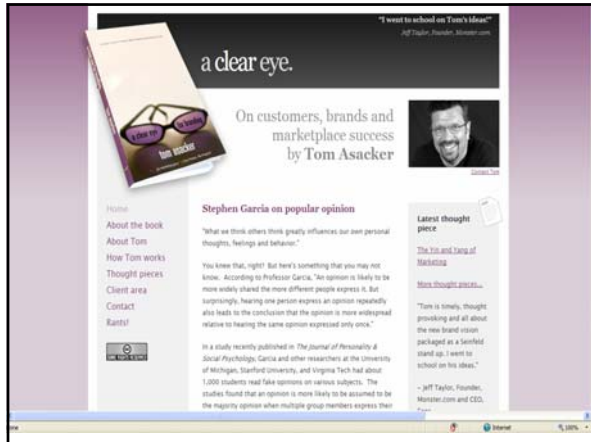 "I went to school on Tom's ideas!"
Jeff Taylor, Founder, Monster.com
a clear eye.
a clear eye
for branding
tom asacker
On customers, brands and
marketplace success
by Tom Asacker
Contact Tom
Home
About the book
About Tom
How Tom works
Thought pieces
Client area
Contact
Rants!
SOME RIGHTS RESERVED
Stephen Garcia on popular opinion
"What we think others think greatly influences our own personal
thoughts, feelings and behavior."
You knew that, right? But here's something that you may not
know. According to Professor Garcia, "An opinion is likely to be
more widely shared the more different people express it. But
surprisingly, hearing one person express an opinion repeatedly
also leads to the conclusion that the opinion is more widespread
relative to hearing the same opinion expressed only once."
In a study recently published in The Journal of Personality &
Social Psychology, Garcia and other researchers at the University
of Michigan, Stanford University, and Virginia Tech had about
1,000 students read fake opinions on various subjects. The
studies found that an opinion is more likely to be assumed to be
the majority opinion when multiple group members express their
Latest thought
piece
The Yin and Yang of
Marketing
More thought pieces...
"Tom is timely, thought
provoking and all about
the new brand vision
packaged as a Seinfeld
stand up. I went to
school on his ideas."
- Jeff Taylor, Founder,
Monster.com and CEO,
Internet
100%